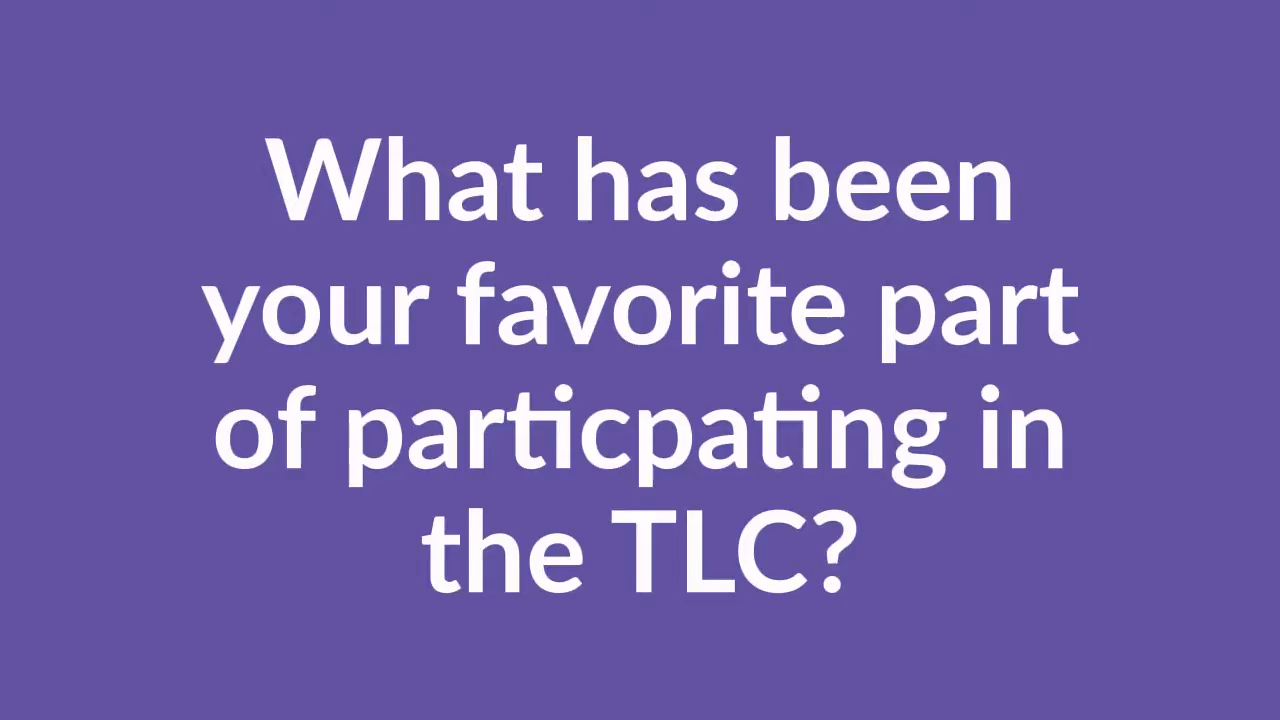 What has been
your favorite part
of particpating in
the TLC?